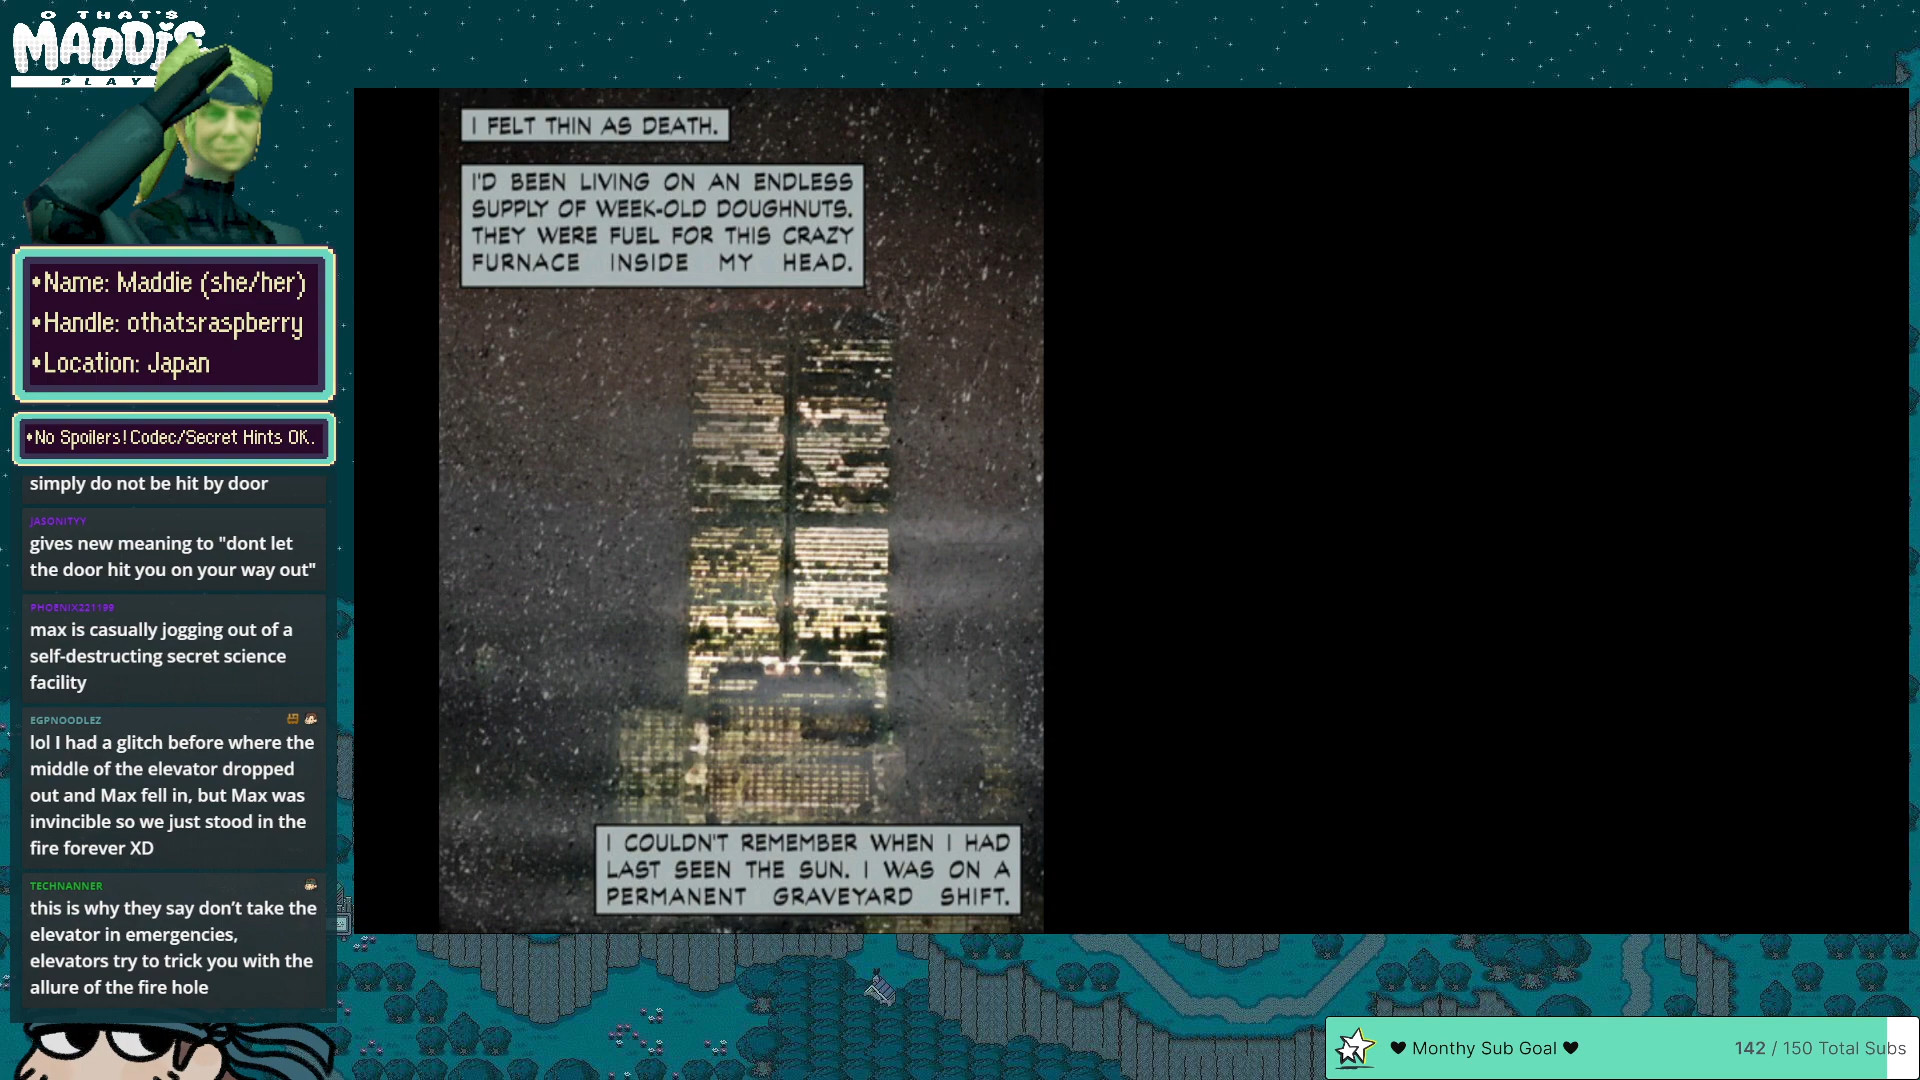 O THAT'S
MADDIE
PLAYS
•Name: Maddie (she/her)
•Handle: othatsraspberry
•Location: Japan
•No Spoilers! Codec/Secret Hints OK.
simply do not be hit by door
JASONITYY
gives new meaning to "dont let
the door hit you on your way out"
PHOENIX221199
max is casually jogging out of a
self-destructing secret science
facility
EGPNOODLEZ
lol I had a glitch before where the
middle of the elevator dropped
out and Max fell in, but Max was
invincible so we just stood in the
fire forever XD
TECHNANNER
this is why they say don’t take the
elevator in emergencies,
elevators try to trick you with the
allure of the fire hole
I FELT THIN AS DEATH.
I'D BEEN LIVING ON AN ENDLESS
SUPPLY OF WEEK-OLD DOUGHNUTS.
THEY WERE FUEL FOR THIS CRAZY
FURNACE INSIDE MY HEAD.
I COULDN'T REMEMBER WHEN I HAD
LAST SEEN THE SUN. I WAS ON A
PERMANENT GRAVEYARD SHIFT.
♥ Monthy Sub Goal ♥
142 / 150 Total Subs